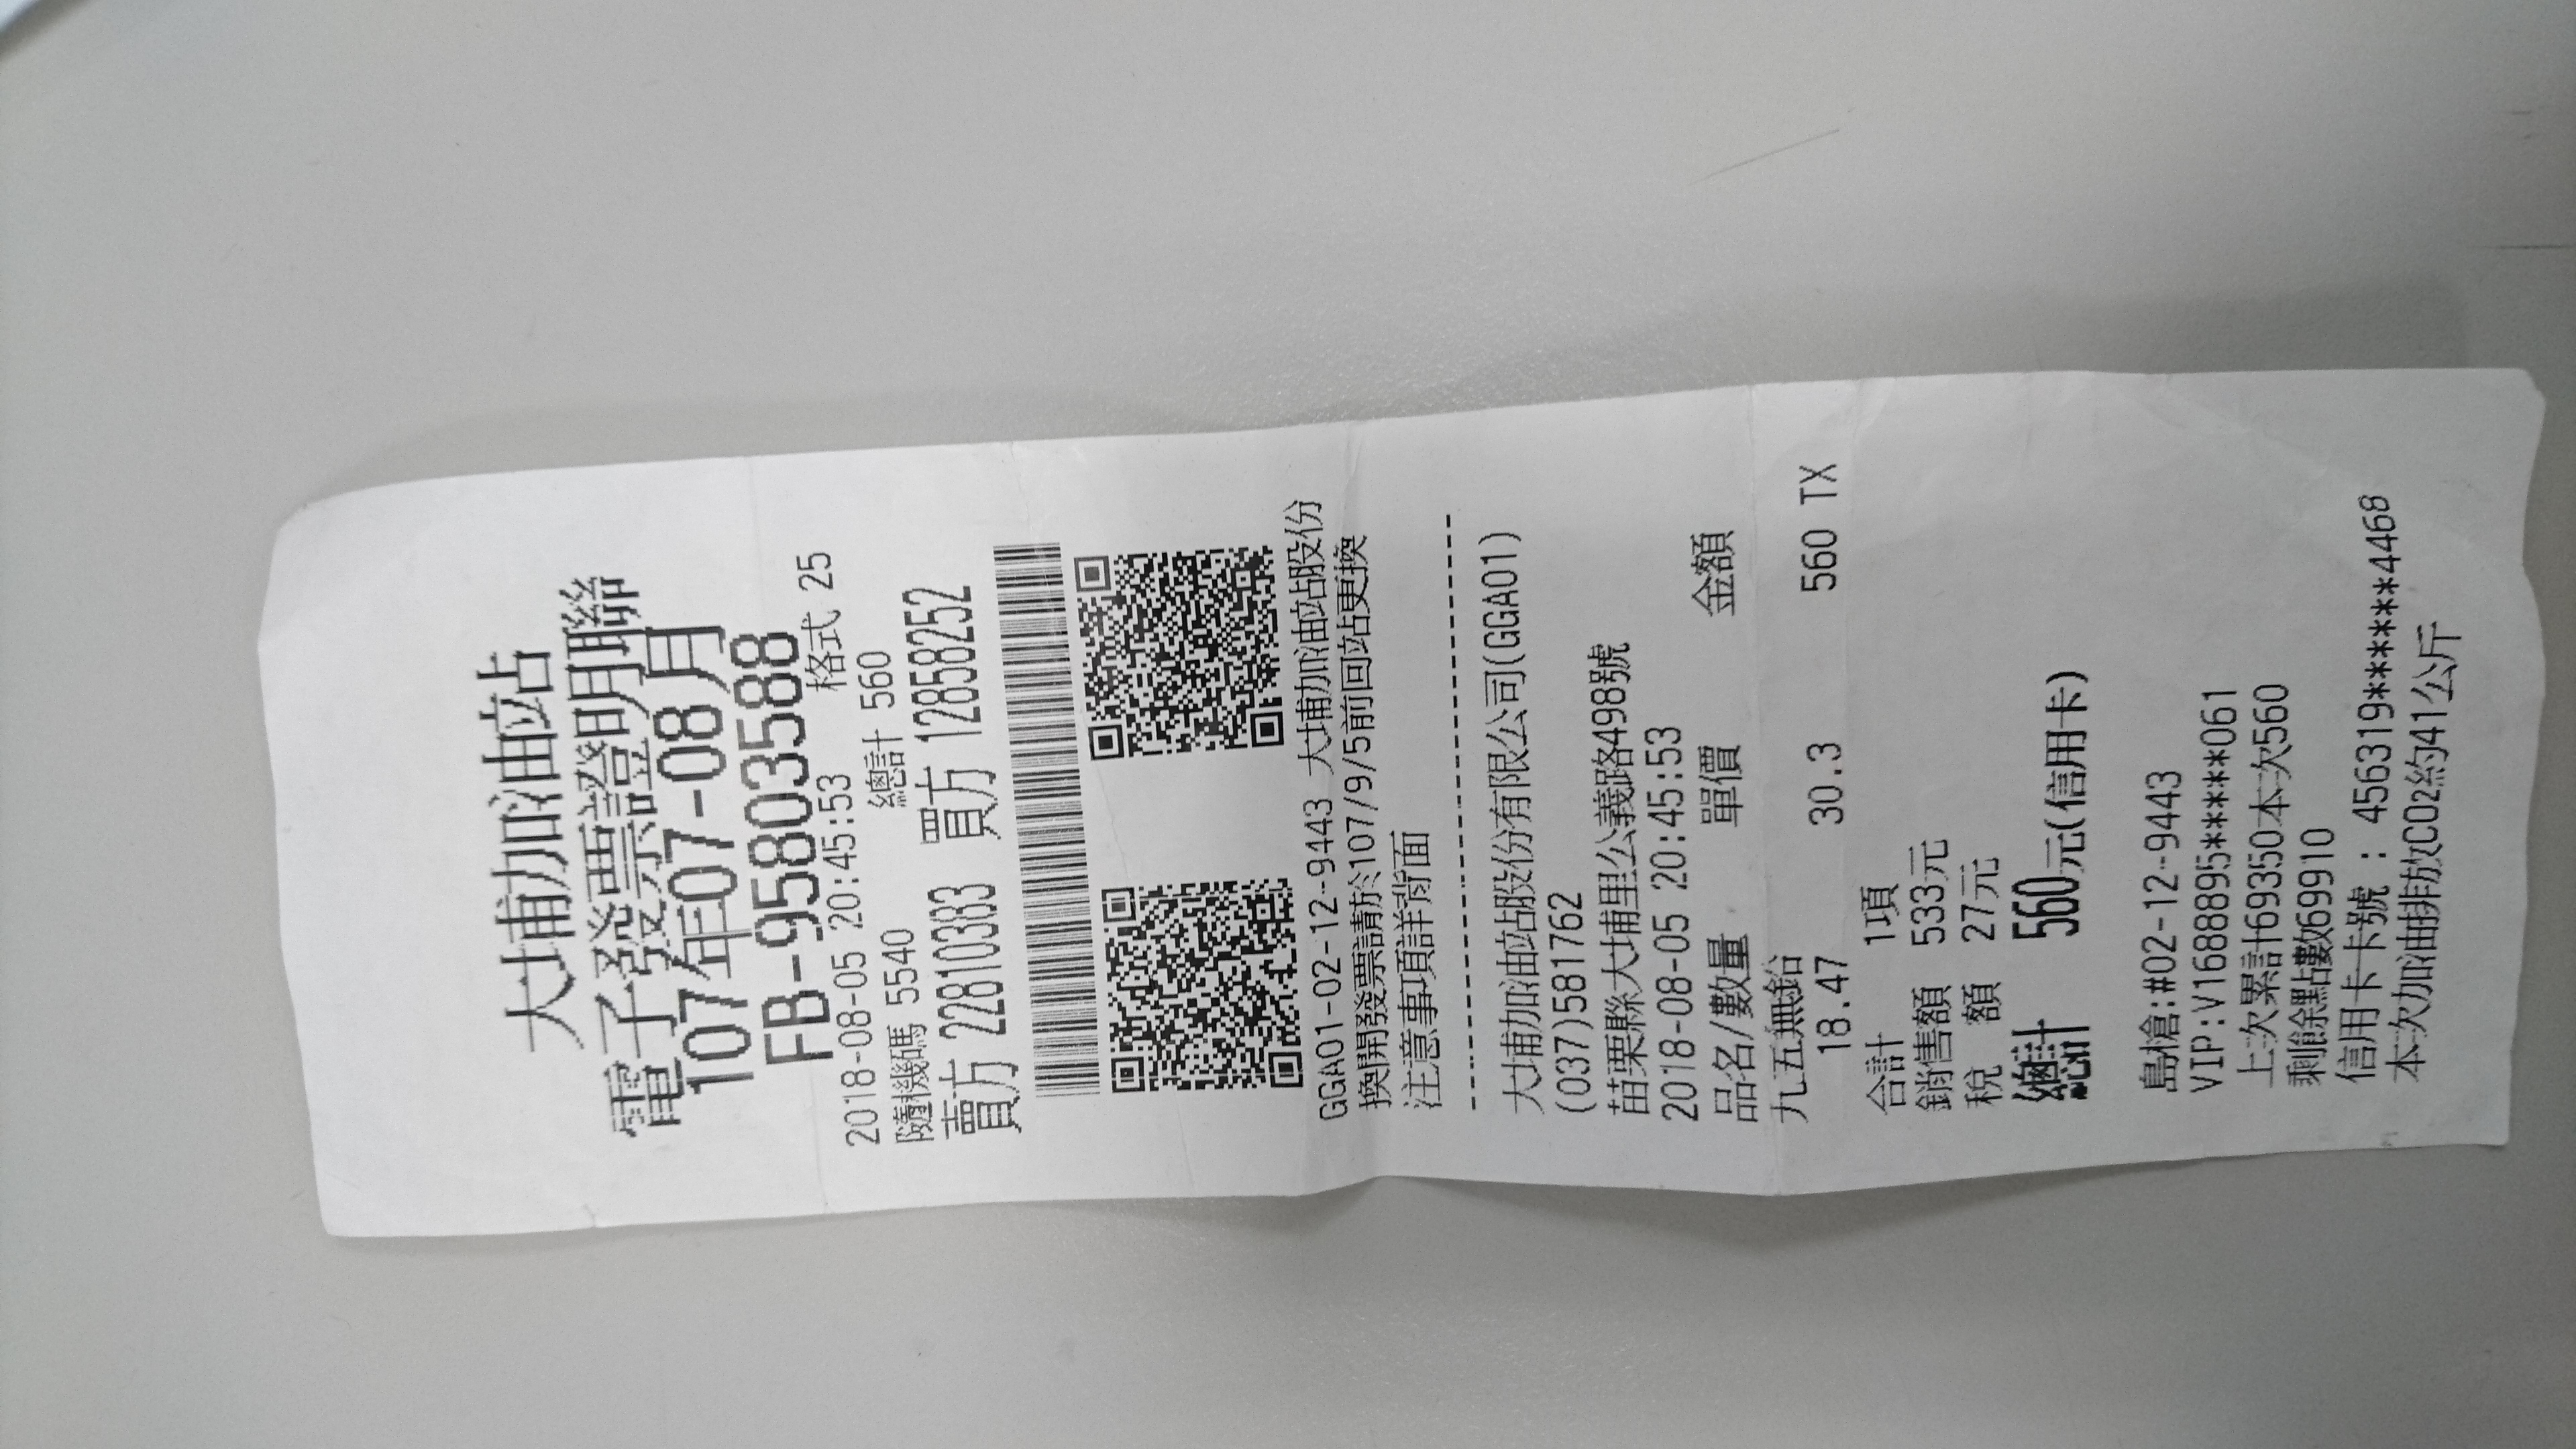 大埔加油站
電子發票證明聯
107年07-08月
FB-95803588
2018-08-05 20:45:53 格式 25
隨機碼 5540 總計 560
賣方 22810383 買方 12858252
GGA01-02-12-9443 大埔加油站股份
換開發票請於107/9/5前回站更換
注意事項詳背面
大埔加油站股份有限公司(GGA01)
(037)581762
苗栗縣大埔里公義路498號
2018-08-05 20:45:53
品名/數量 單價 金額
九五無鉛
18.47 30.3 560 TX
合計 1項
銷售額 533元
稅 額 27元
總計 560元(信用卡)
島槍:#02-12-9443
VIP:V1688895*****061
上次累計69350本次560
剩餘點數69910
信用卡卡號:456319******4468
本次加油排放CO2約41公斤